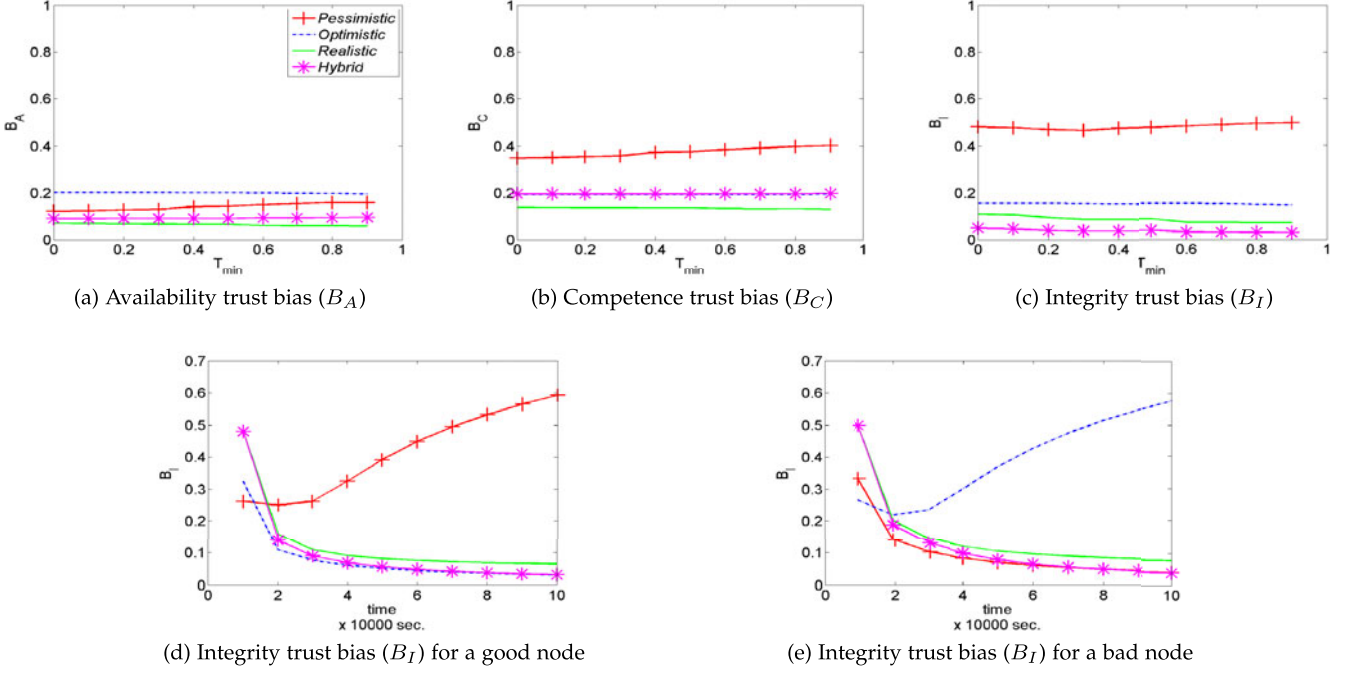 1
0.8
0.6
0.4
0.2
0
B_A
0 0.2 0.4 0.6 0.8 1
T_min
Pessimistic
Optimistic
Realistic
Hybrid
(a) Availability trust bias (B_A)
1
0.8
0.6
0.4
0.2
0
B_C
0 0.2 0.4 0.6 0.8 1
T_min
(b) Competence trust bias (B_C)
1
0.8
0.6
0.4
0.2
0
B_I
0 0.2 0.4 0.6 0.8 1
T_min
(c) Integrity trust bias (B_I)
0.7
0.6
0.5
0.4
0.3
0.2
0.1
0
B_I
0 2 4 6 8 10
time
x 10000 sec.
(d) Integrity trust bias (B_I) for a good node
0.7
0.6
0.5
0.4
0.3
0.2
0.1
0
B_I
0 2 4 6 8 10
time
x 10000 sec.
(e) Integrity trust bias (B_I) for a bad node